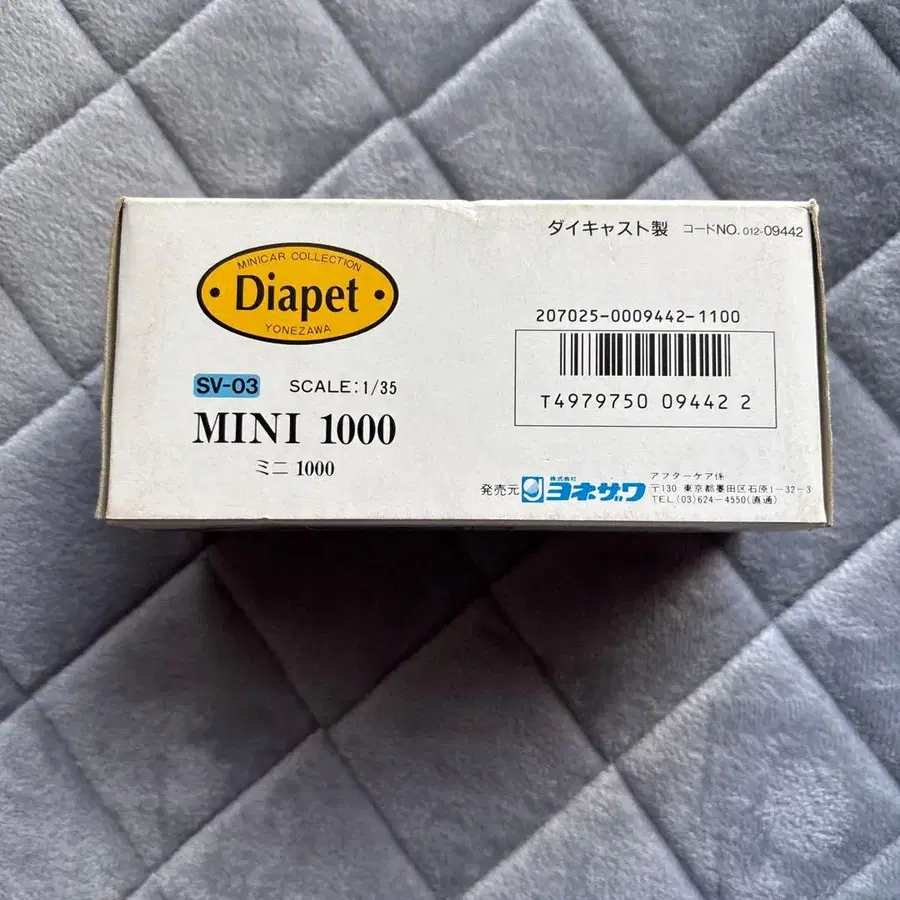 MINICAR COLLECTION
• Diapet •
YONEZAWA
SV-03 SCALE:1/35
MINI 1000
ミニ 1000
ダイキャスト製 コードNO. 012-09442
207025-0009442-1100
T4979750 09442 2
発売元 株式会社 ヨネザワ
アフターケア係
〒130 東京都墨田区石原1-32-3
TEL(03)624-4550(直通)